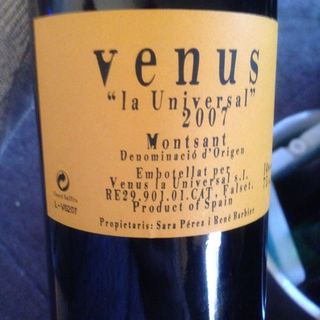 venus
"la Universal"
2007
Montsant
Denominació d'Origen
Embotellat per
Venus la Universal s.l.
RE29.901.01.CAT. Falset.
Product of Spain
Propietaris: Sara Pérez i René Barbier
L-V0207